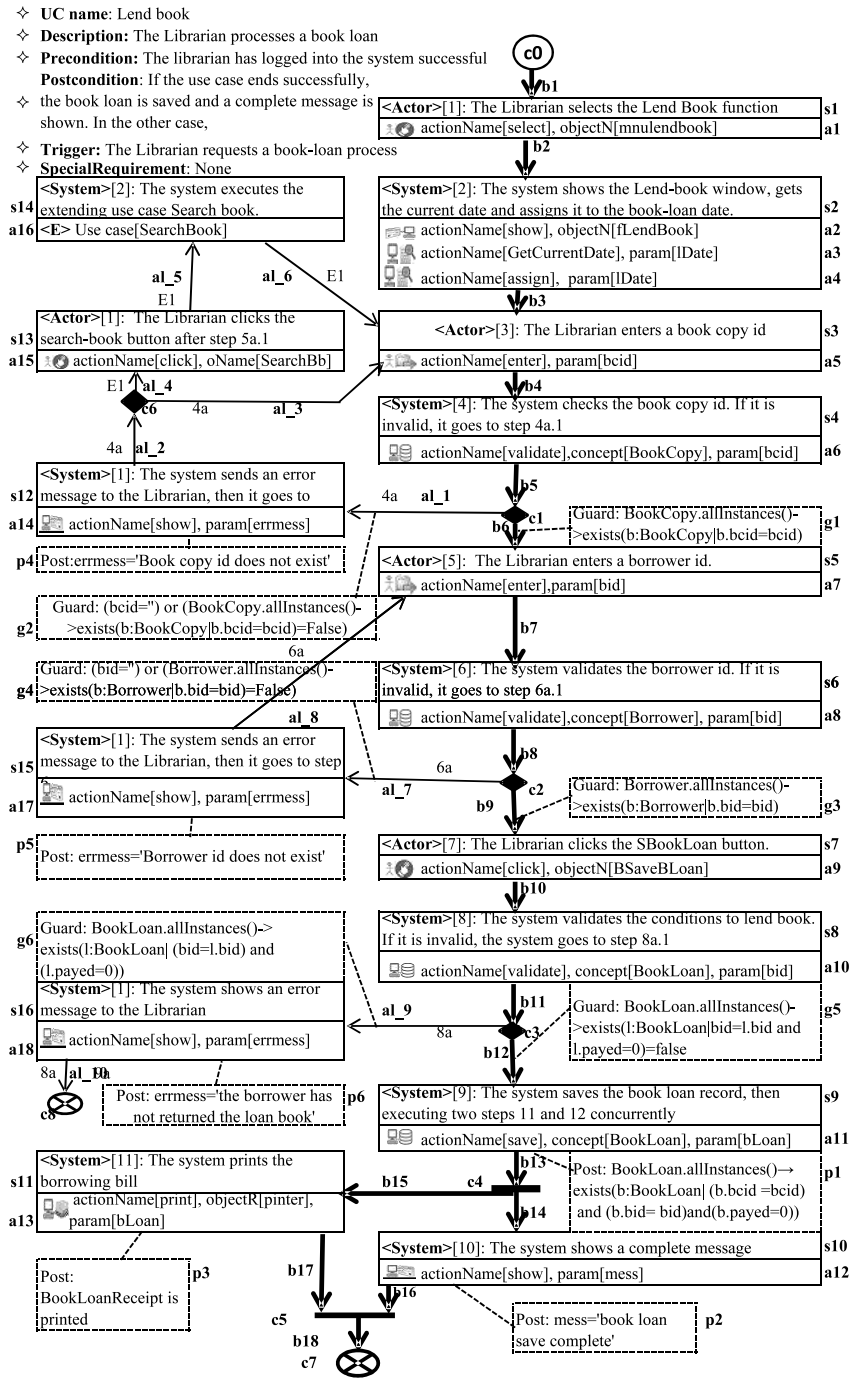 ✧ UC name: Lend book
✧ Description: The Librarian processes a book loan
✧ Precondition: The librarian has logged into the system successful
Postcondition: If the use case ends successfully,
✧ the book loan is saved and a complete message is
shown. In the other case,
✧ Trigger: The Librarian requests a book-loan process
✧ SpecialRequirement: None
c0
b1
<Actor>[1]: The Librarian selects the Lend Book function
s1
actionName[select], objectN[mnulendbook]
a1
b2
<System>[2]: The system executes the
extending use case Search book.
s14
a16
<E> Use case[SearchBook]
<System>[2]: The system shows the Lend-book window, gets
the current date and assigns it to the book-loan date.
s2
actionName[show], objectN[fLendBook]
a2
actionName[GetCurrentDate], param[lDate]
a3
actionName[assign], param[lDate]
a4
al_5
E1
al_6
E1
b3
<Actor>[1]: The Librarian clicks the
search-book button after step 5a.1
s13
a15
actionName[click], oName[SearchBb]
<Actor>[3]: The Librarian enters a book copy id
s3
actionName[enter], param[bcid]
a5
E1
al_4
c6
4a
al_3
b4
4a
al_2
<System>[4]: The system checks the book copy id. If it is
invalid, it goes to step 4a.1
s4
actionName[validate],concept[BookCopy], param[bcid]
a6
<System>[1]: The system sends an error
message to the Librarian, then it goes to
s12
a14
actionName[show], param[errmess]
b5
4a
al_1
c1
b6
Guard: BookCopy.allInstances()-
>exists(b:BookCopy|b.bcid=bcid)
g1
p4
Post:errmess='Book copy id does not exist'
<Actor>[5]: The Librarian enters a borrower id.
s5
actionName[enter],param[bid]
a7
Guard: (bcid='') or (BookCopy.allInstances()-
>exists(b:BookCopy|b.bcid=bcid)=False)
g2
6a
b7
Guard: (bid='') or (Borrower.allInstances()-
>exists(b:Borrower|b.bid=bid)=False)
g4
<System>[6]: The system validates the borrower id. If it is
invalid, it goes to step 6a.1
s6
actionName[validate],concept[Borrower], param[bid]
a8
al_8
<System>[1]: The system sends an error
message to the Librarian, then it goes to step
s15
a17
actionName[show], param[errmess]
b8
6a
al_7
c2
b9
Guard: Borrower.allInstances()-
>exists(b:Borrower|b.bid=bid)
g3
p5
Post: errmess='Borrower id does not exist'
<Actor>[7]: The Librarian clicks the SBookLoan button.
s7
actionName[click], objectN[BSaveBLoan]
a9
b10
Guard: BookLoan.allInstances()->
exists(l:BookLoan| (bid=l.bid) and
(l.payed=0))
g6
<System>[8]: The system validates the conditions to lend book.
If it is invalid, the system goes to step 8a.1
s8
actionName[validate], concept[BookLoan], param[bid]
a10
<System>[1]: The system shows an error
message to the Librarian
s16
a18
actionName[show], param[errmess]
b11
al_9
8a
c3
b12
Guard: BookLoan.allInstances()-
>exists(l:BookLoan|bid=l.bid and
l.payed=0)=false
g5
8a
al_10
c8
Post: errmess='the borrower has
not returned the loan book'
p6
<System>[9]: The system saves the book loan record, then
executing two steps 11 and 12 concurrently
s9
actionName[save], concept[BookLoan], param[bLoan]
a11
<System>[11]: The system prints the
borrowing bill
s11
a13
actionName[print], objectR[pinter],
param[bLoan]
b13
b15
c4
b14
Post: BookLoan.allInstances()→
exists(b:BookLoan| (b.bcid =bcid)
and (b.bid= bid)and(b.payed=0))
p1
<System>[10]: The system shows a complete message
s10
actionName[show], param[mess]
a12
Post:
BookLoanReceipt is
printed
p3
b17
b16
c5
b18
c7
Post: mess='book loan
save complete'
p2